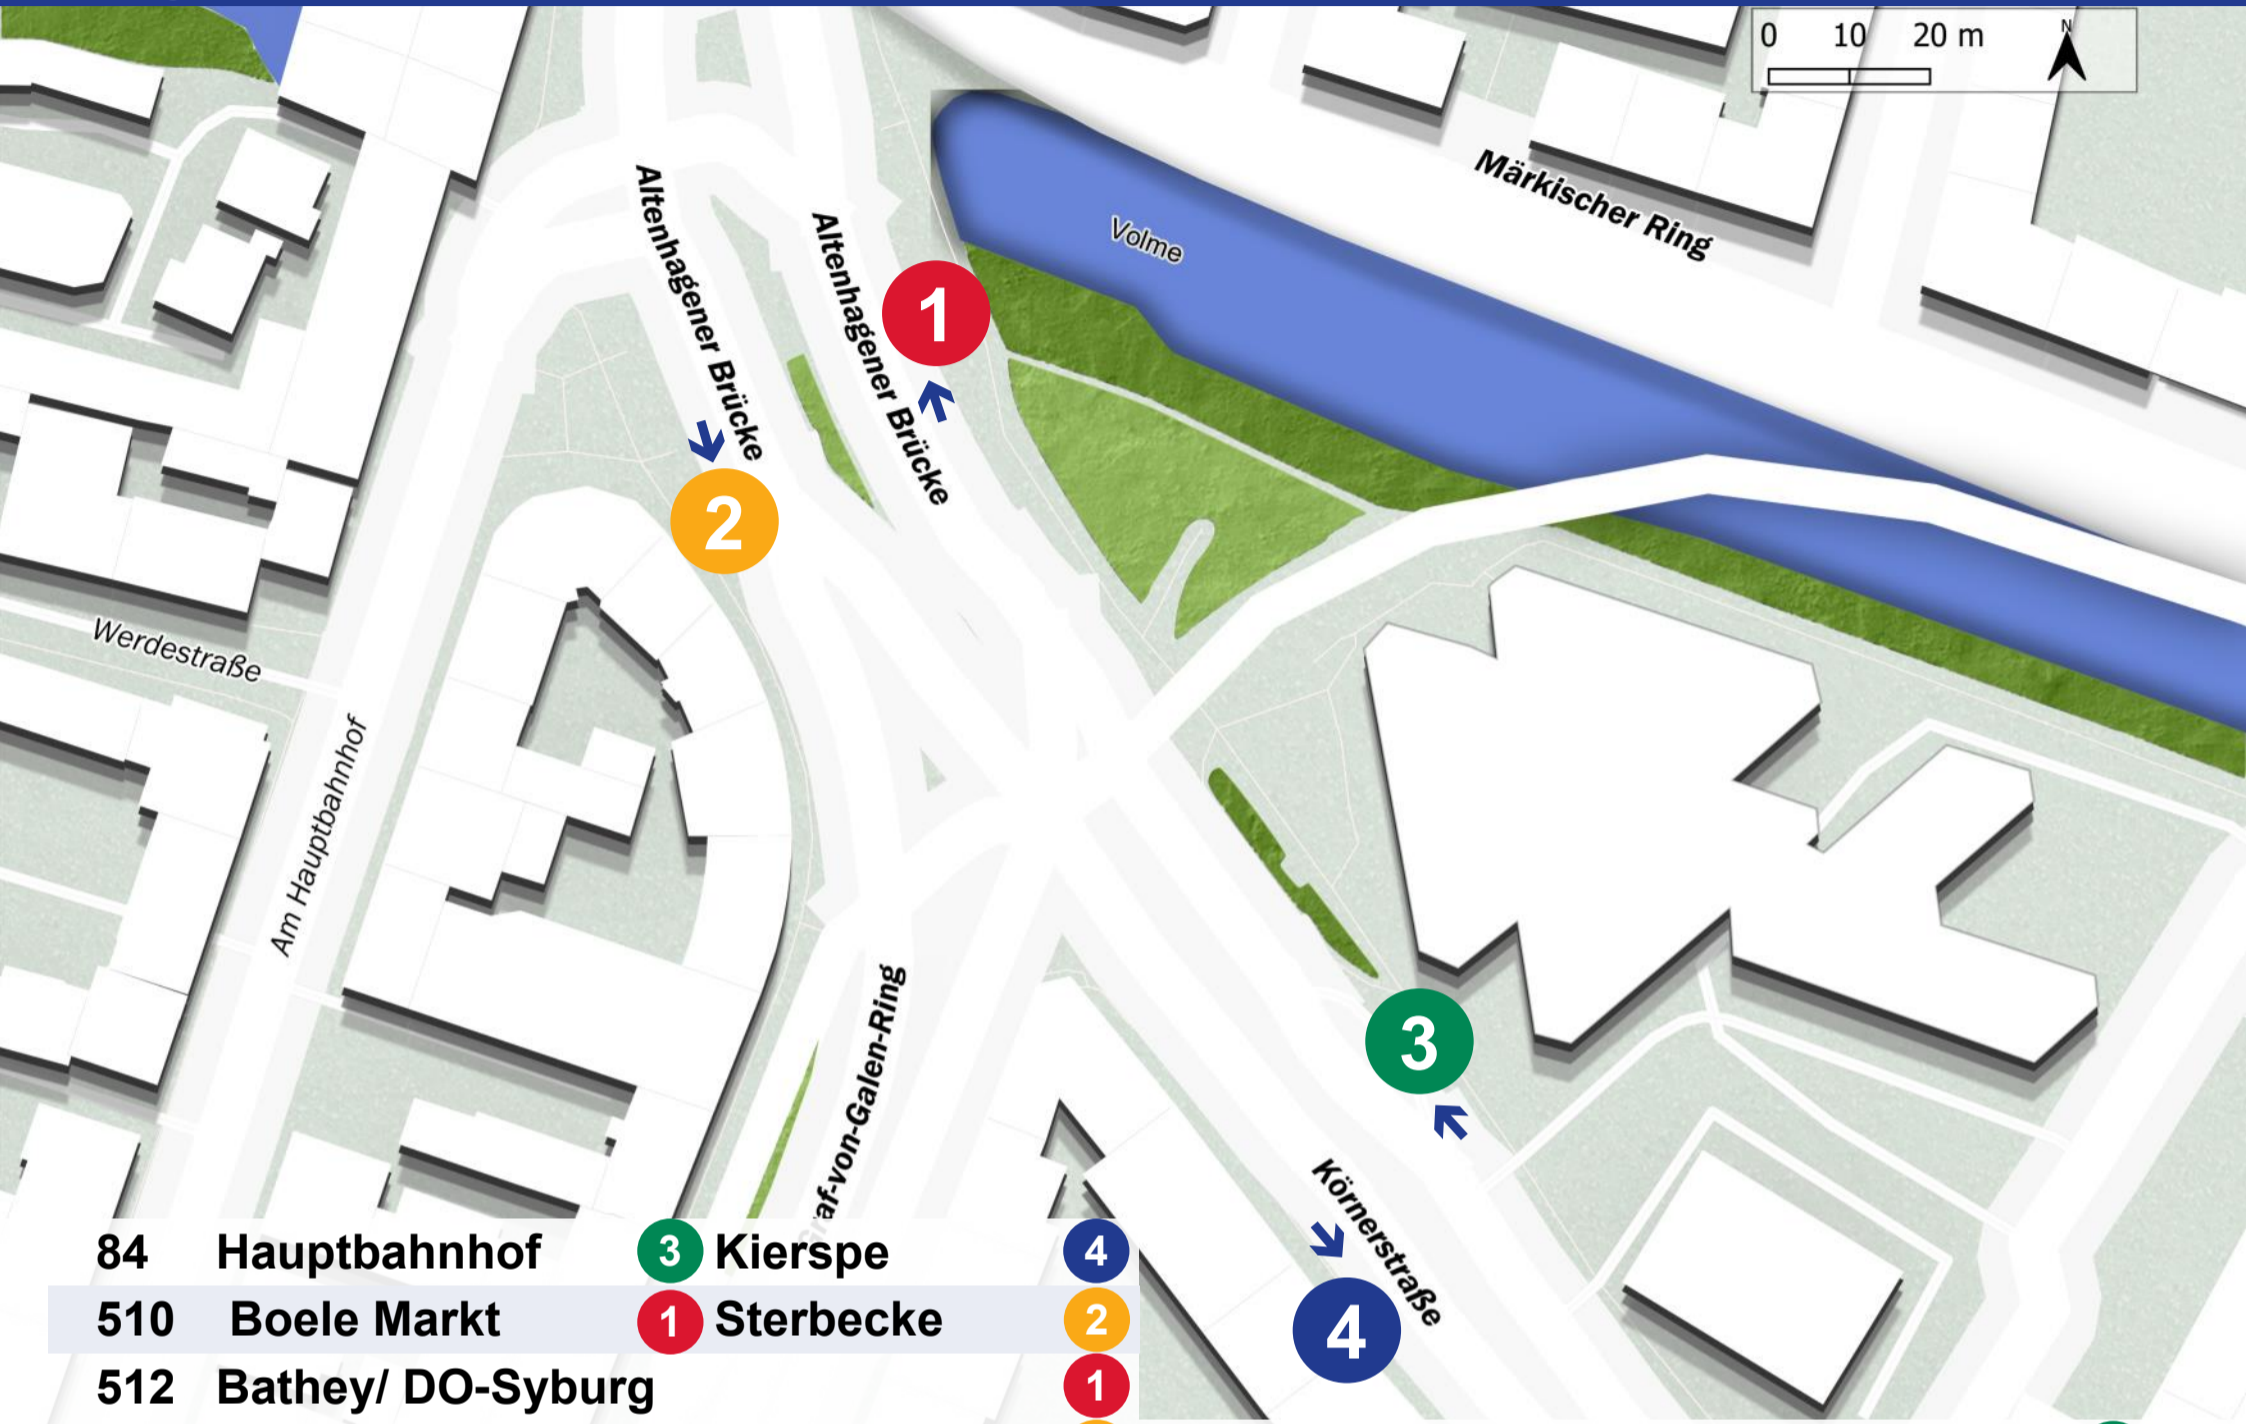 0 10 20 m
N
Märkischer Ring
Volme
Altenhagener Brücke
Altenhagener Brücke
1
2
Werdestraße
Am Hauptbahnhof
Graf-von-Galen-Ring
3
Körnerstraße
4
84 Hauptbahnhof 3 Kierspe 4
510 Boele Markt 1 Sterbecke 2
512 Bathey/ DO-Syburg 1